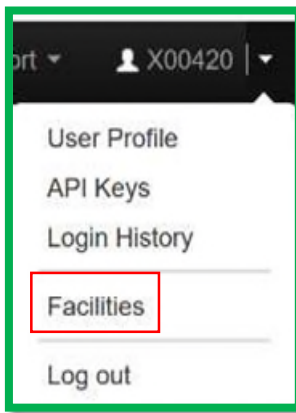 ort X00420
User Profile
API Keys
Login History
Facilities
Log out